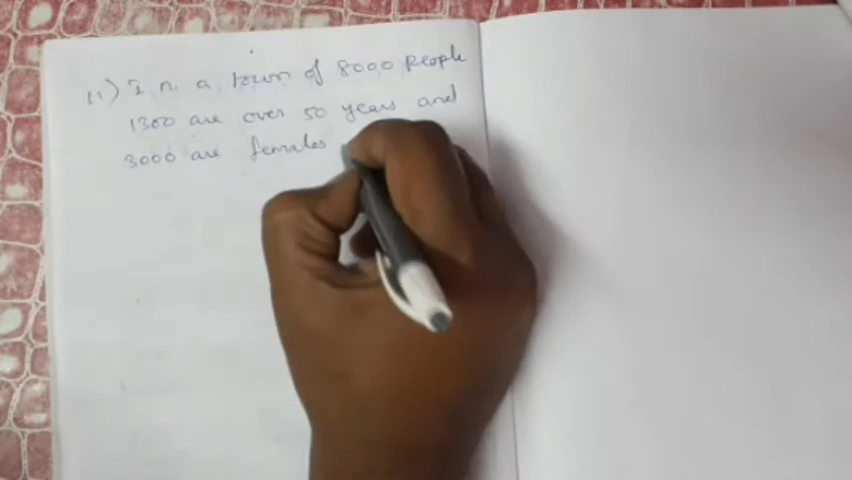 11) In a town of 8000 people
1300 are over 50 years and
3000 are females